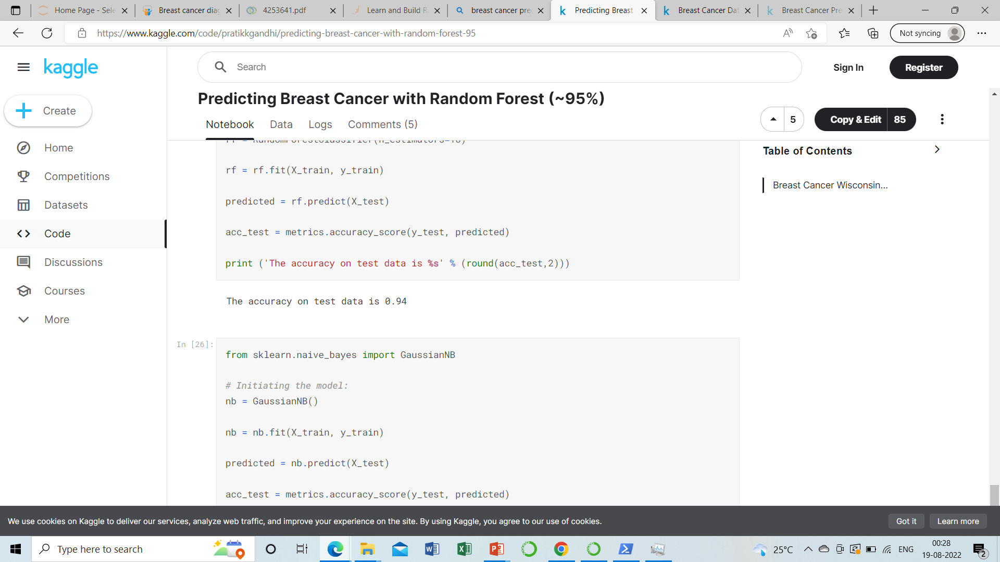 Home Page - Sele
Breast cancer diag
4253641.pdf
Learn and Build R
breast cancer pre
Predicting Breast
Breast Cancer Dat
Breast Cancer Pre
https://www.kaggle.com/code/pratikkgandhi/predicting-breast-cancer-with-random-forest-95
Not syncing
kaggle
Search
Sign In
Register
Predicting Breast Cancer with Random Forest (~95%)
Create
Notebook
Data
Logs
Comments (5)
5
Copy & Edit
85
Home
Competitions
Datasets
Code
Discussions
Courses
More
rf = rf.fit(X_train, y_train)
predicted = rf.predict(X_test)
acc_test = metrics.accuracy_score(y_test, predicted)
print ('The accuracy on test data is %s' % (round(acc_test,2)))
The accuracy on test data is 0.94
In [26]:
from sklearn.naive_bayes import GaussianNB
# Initiating the model:
nb = GaussianNB()
nb = nb.fit(X_train, y_train)
predicted = nb.predict(X_test)
acc_test = metrics.accuracy_score(y_test, predicted)
Table of Contents
Breast Cancer Wisconsin...
We use cookies on Kaggle to deliver our services, analyze web traffic, and improve your experience on the site. By using Kaggle, you agree to our use of cookies.
Got it
Learn more
Type here to search
25°C
ENG
00:28
19-08-2022
2